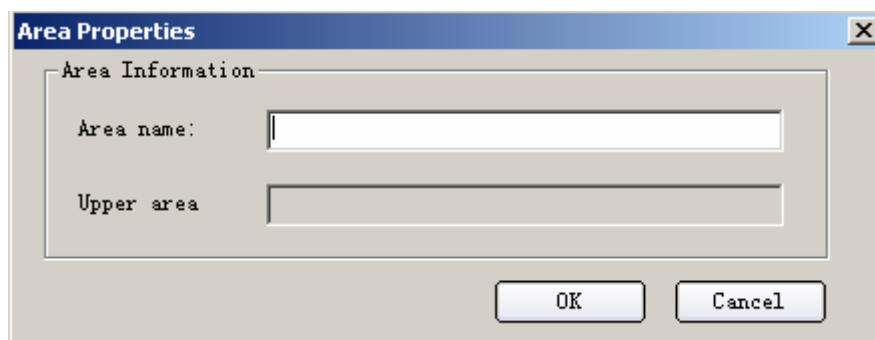 Area Properties
Area Information
Area name:
Upper area
OK Cancel